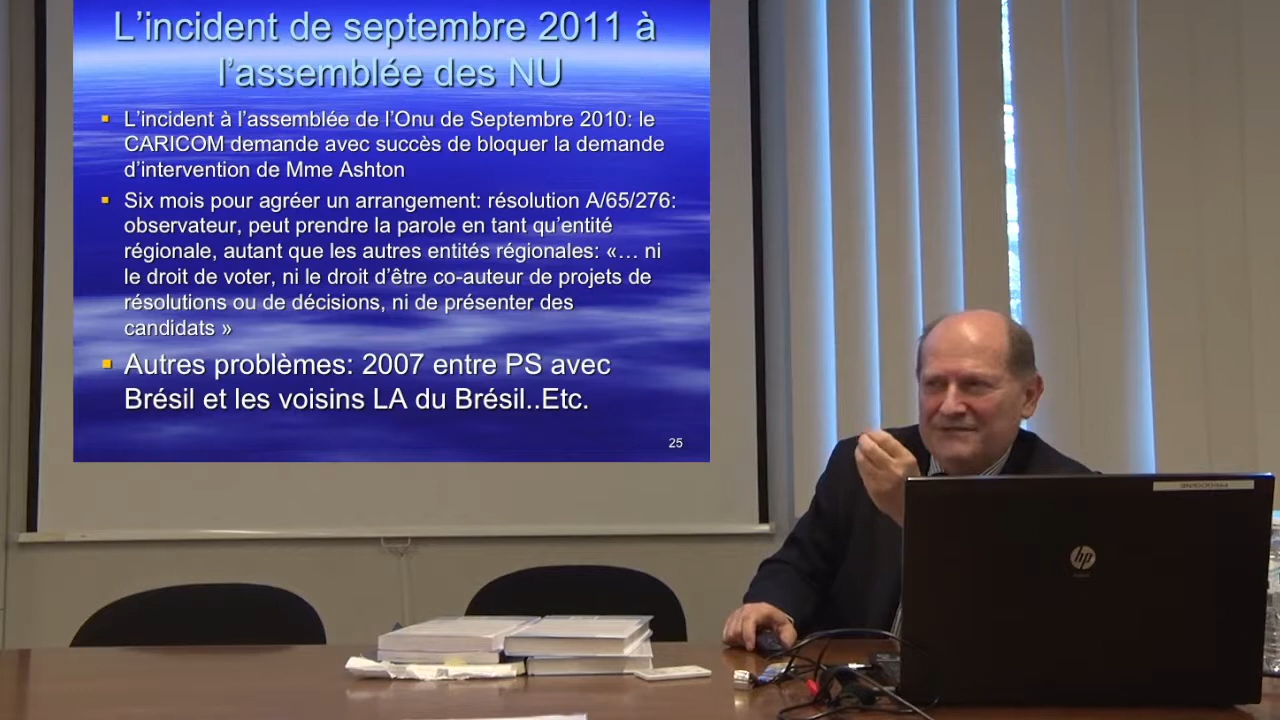 L’incident de septembre 2011 à
l’assemblée des NU
L’incident à l’assemblée de l’Onu de Septembre 2010: le
CARICOM demande avec succès de bloquer la demande
d’intervention de Mme Ashton
Six mois pour agréer un arrangement: résolution A/65/276:
observateur, peut prendre la parole en tant qu’entité
régionale, autant que les autres entités régionales: «… ni
le droit de voter, ni le droit d’être co-auteur de projets de
résolutions ou de décisions, ni de présenter des
candidats »
Autres problèmes: 2007 entre PS avec
Brésil et les voisins LA du Brésil..Etc.
25
hp